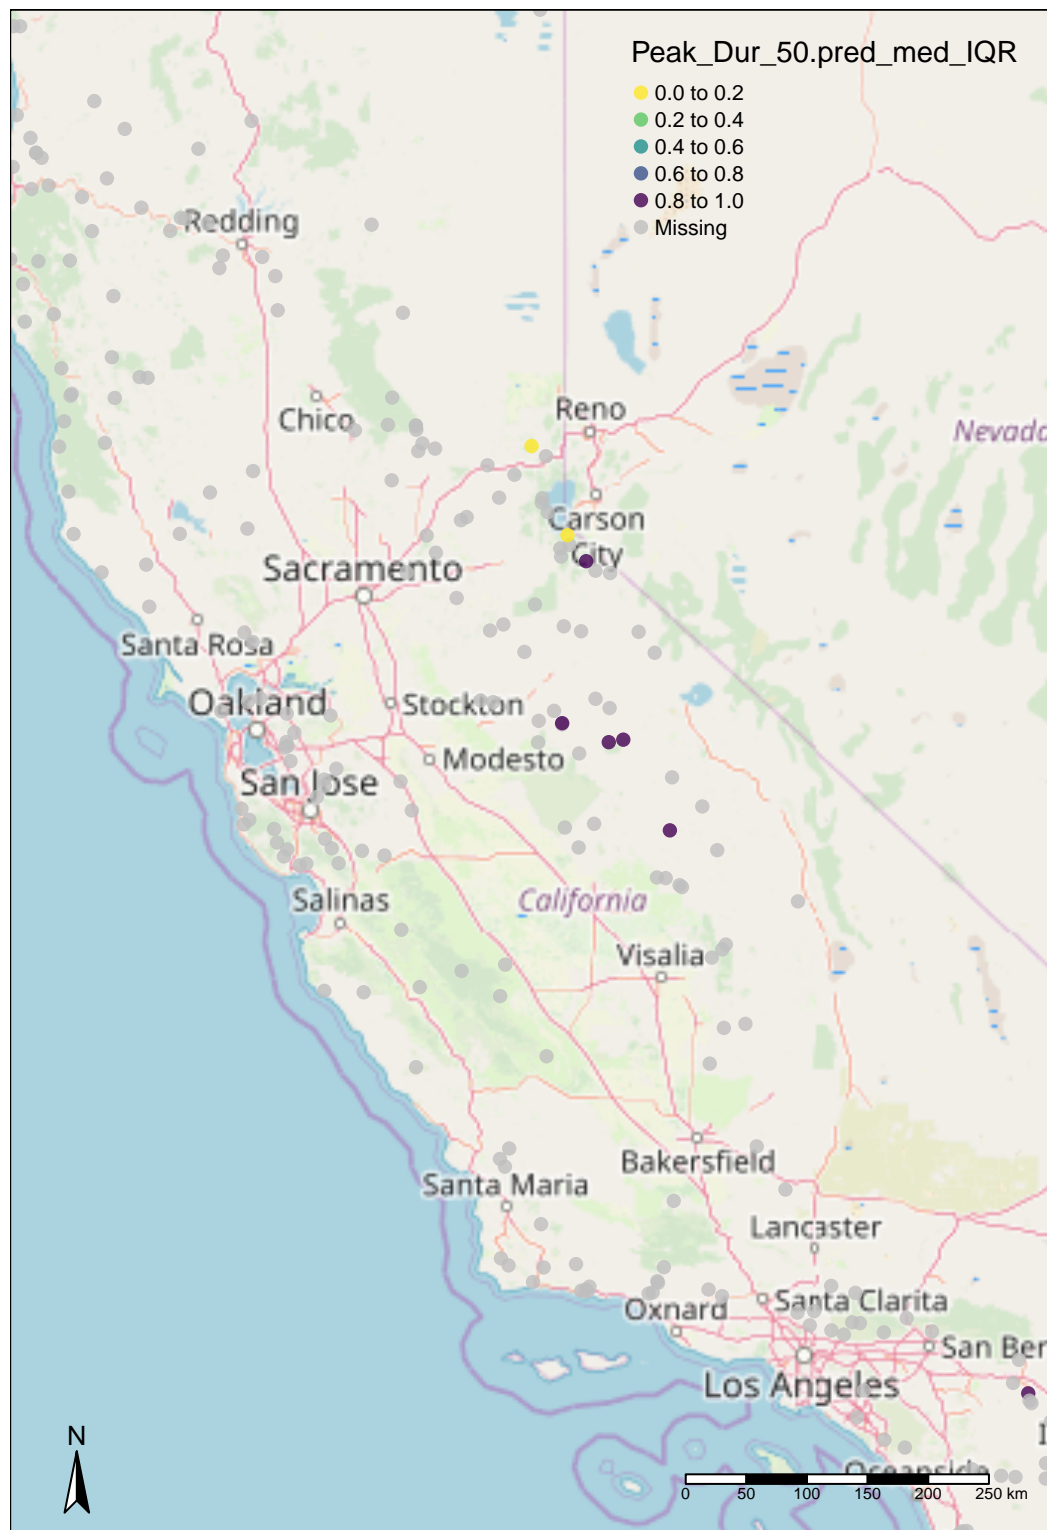 Peak_Dur_50.pred_med_IQR
0.0 to 0.2
0.2 to 0.4
0.4 to 0.6
0.6 to 0.8
0.8 to 1.0
Missing
Redding
Reno
Chico
Nevada
Carson
City
Sacramento
Santa Rosa
Oakland
Stockton
Modesto
San Jose
Salinas
California
Visalia
Bakersfield
Santa Maria
Lancaster
Santa Clarita
Oxnard
San Ber
Los Angeles
N
Oceanside
0 50 100 150 200 250 km